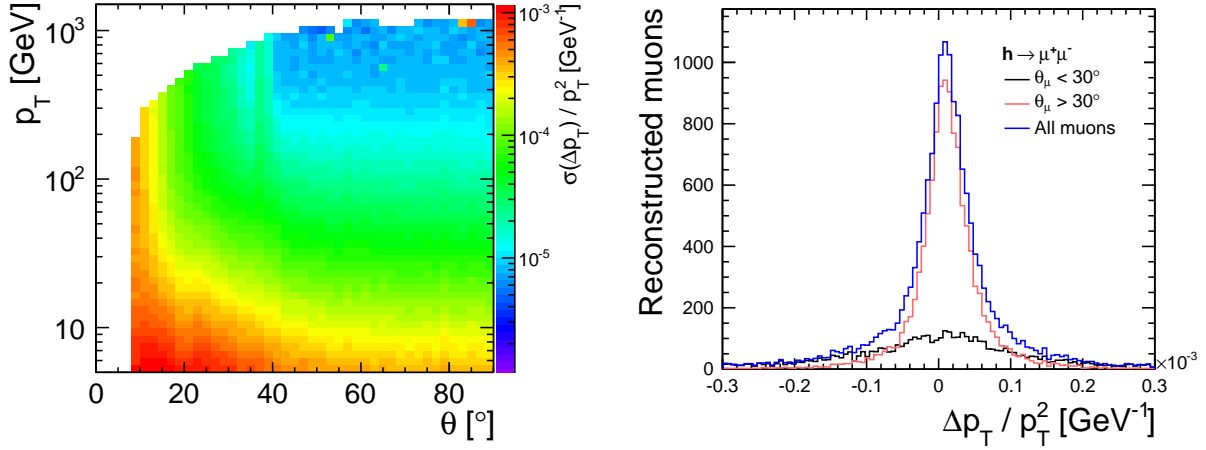 p_T [GeV]
10³
10²
10
0 20 40 60 80
θ [°]
10⁻³
10⁻⁴
10⁻⁵
σ(Δp_T) / p_T² [GeV⁻¹]
Reconstructed muons
1000
800
600
400
200
0
h → μ⁺μ⁻
θ_μ < 30°
θ_μ > 30°
All muons
-0.3 -0.2 -0.1 0 0.1 0.2 0.3
×10⁻³
Δp_T / p_T² [GeV⁻¹]